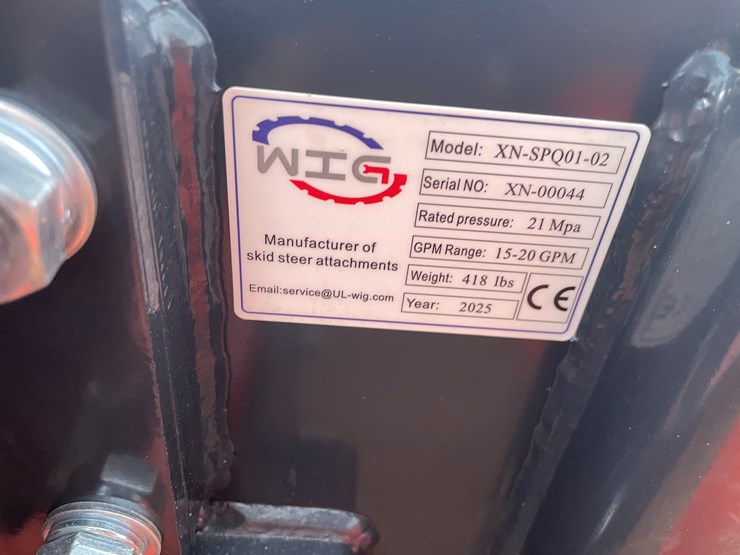 WIG
Manufacturer of
skid steer attachments
Email:service@UL-wig.com
Model: XN-SPQ01-02
Serial NO: XN-00044
Rated pressure: 21 Mpa
GPM Range: 15-20 GPM
Weight: 418 lbs
Year: 2025
CE